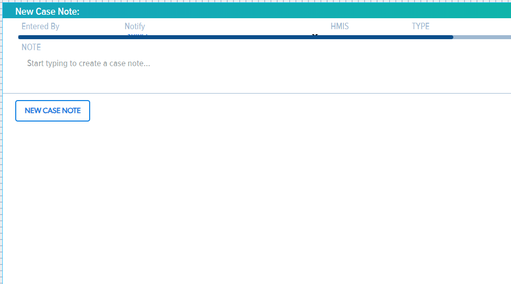 New Case Note:
Entered By Notify HMIS TYPE
NOTE
Start typing to create a case note...
NEW CASE NOTE